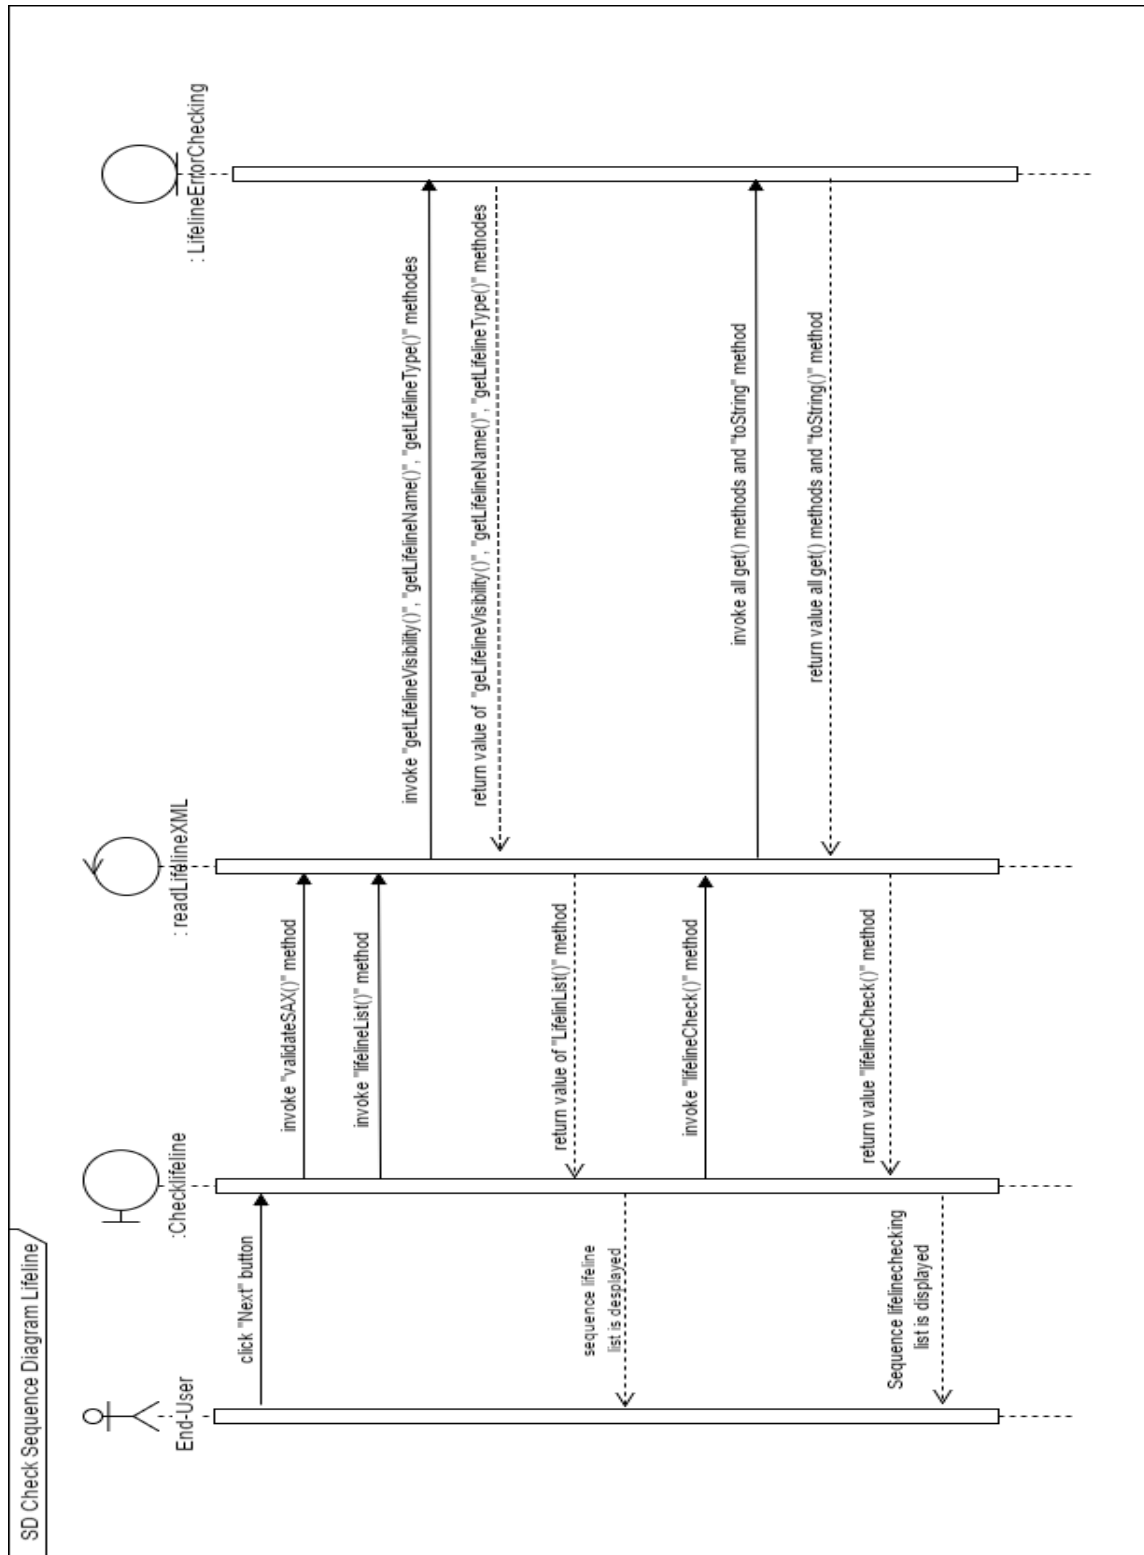 SD Check Sequence Diagram Lifeline
End-User
:Checklifeline
: readLifelineXML
: LifelineErrorChecking
click "Next" button
invoke "validateSAX()" method
invoke "lifelineList()" method
invoke "getLifelineVisibility()", "getLifelineName()", "getLifelineType()" methodes
return value of "geLifelineVisibility()", "getLifelineName()", "getLifelineType()" methodes
return value of "LifelinList()" method
sequence lifeline
list is desplayed
invoke "lifelineCheck()" method
invoke all get() methods and "toString" method
return value all get() methods and "toString()" method
return value "lifelineCheck()" method
Sequence lifelinechecking
list is displayed